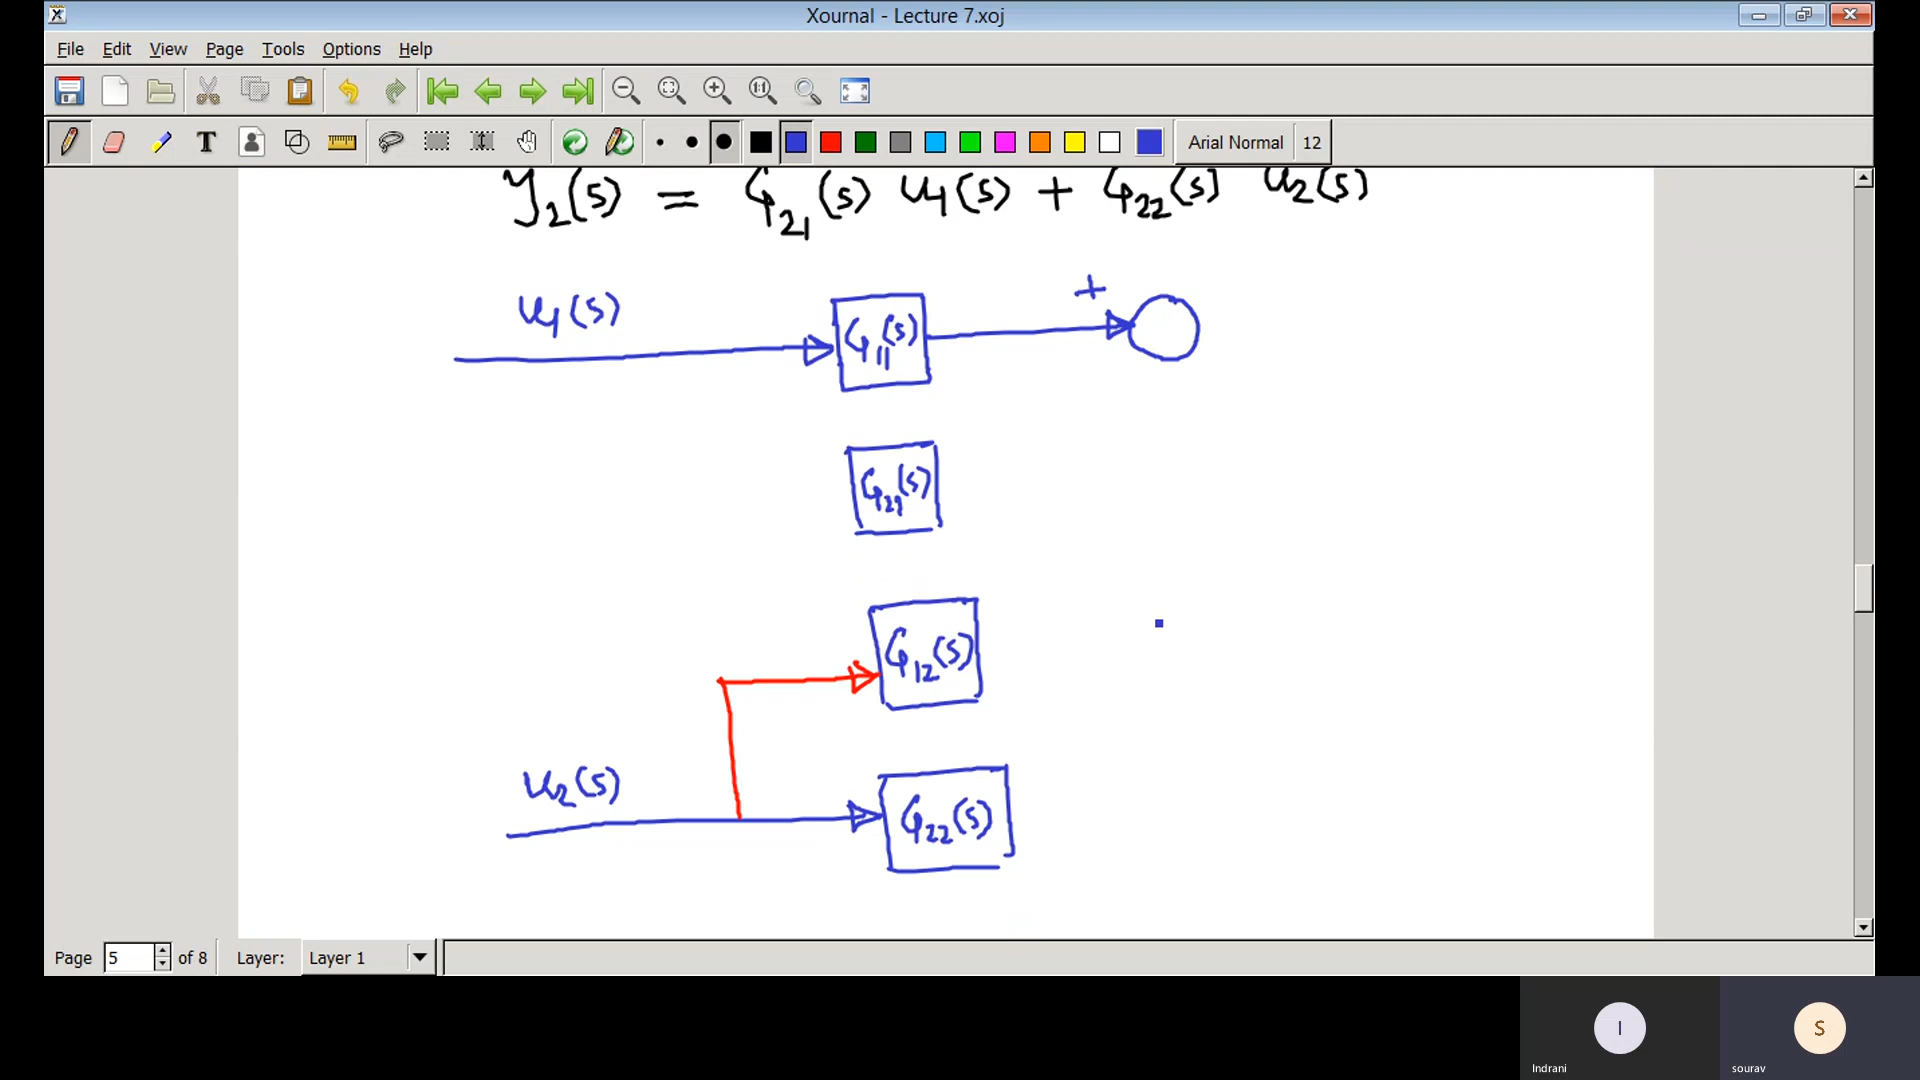 Xournal - Lecture 7.xoj
File Edit View Page Tools Options Help
Arial Normal 12
y2(s) = G21(s) u1(s) + G22(s) u2(s)
u1(s) G11(s) +
G21(s)
G12(s)
u2(s) G22(s)
Page 5 of 8 Layer: Layer 1
I S
Indrani sourav